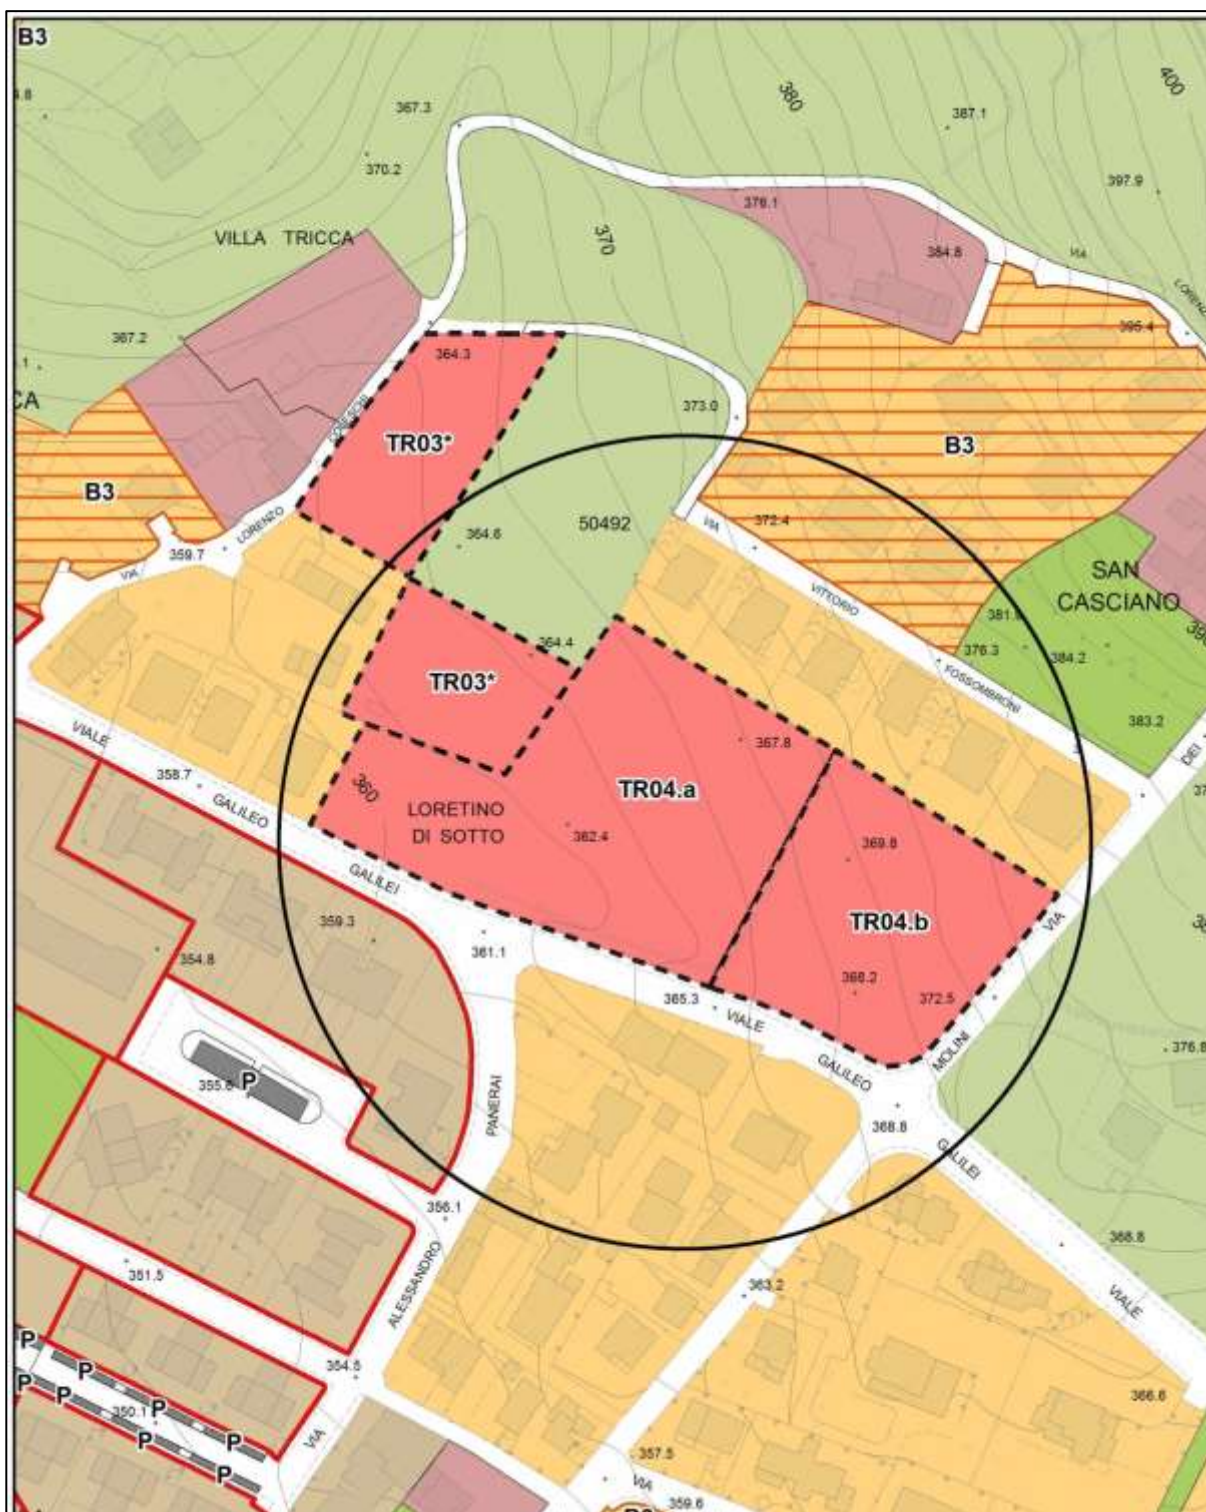 B3
400
380
387.1
367.3
370.2
397.9
376.1
VILLA TRICCA
370
384.8
VIA
LORENZO
367.2
395.4
364.3
373.0
CA
TR03*
B3
B3
50492
372.4
VIA
LORENZO
364.6
359.7
VIA
SAN
CASCIANO
VITTORIO
376.3
384.2
364.4
FOSSOMBRONI
TR03*
383.2
VIALE
367.8
DEI
358.7
TR04.a
360
GALILEO
LORETINO
DI SOTTO
362.4
369.8
GALILEI
359.3
TR04.b
VIA
361.1
354.8
366.2
372.5
365.3
VIALE
MOLINI
376.8
GALILEO
P
355.6
PANERAI
368.8
GALILEI
356.1
368.8
351.5
ALESSANDRO
363.2
VIALE
P
P
354.5
P
P
P
350.1
366.6
P
P
VIA
P
357.5
VIA
359.6